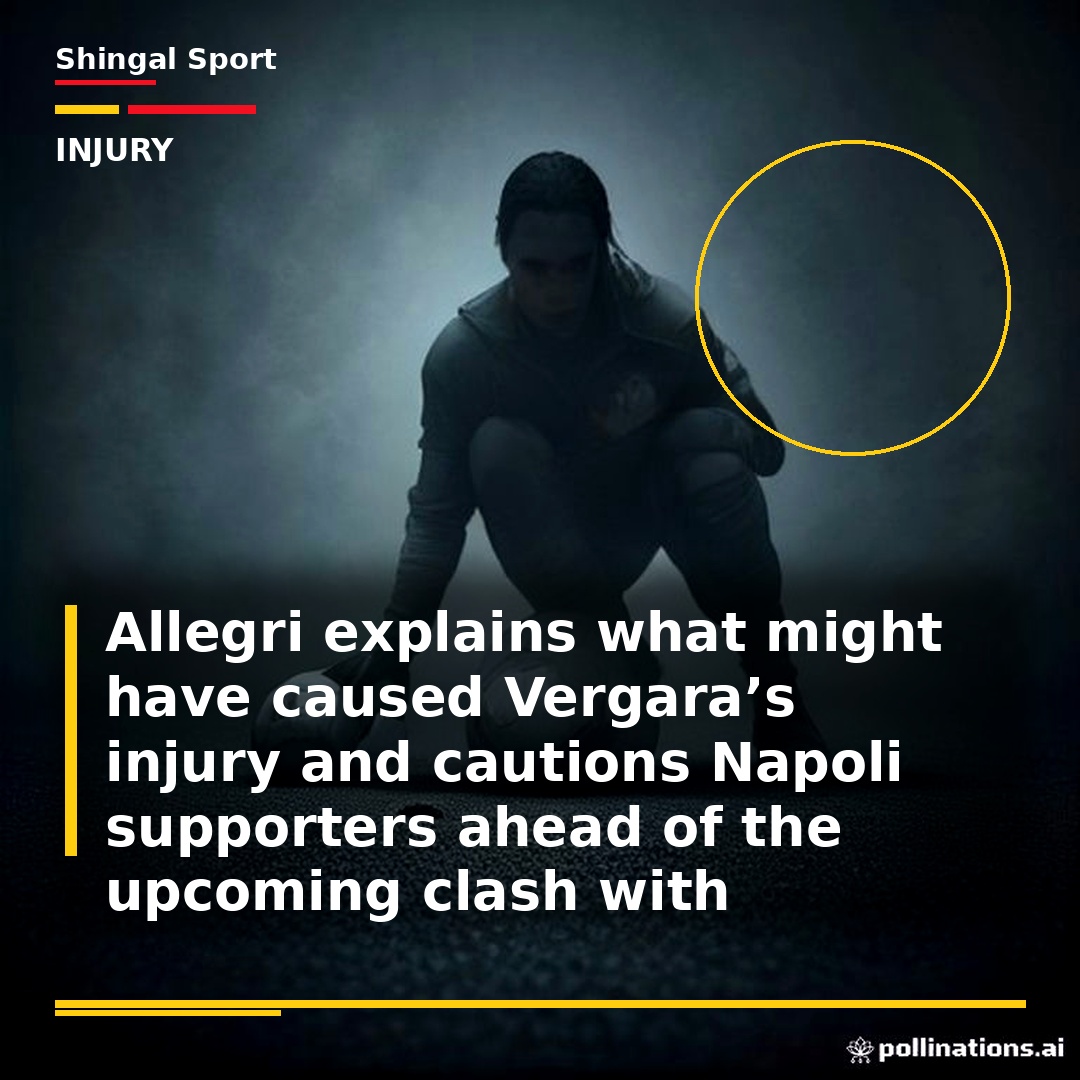 Shingal Sport
INJURY
Allegri explains what might
have caused Vergara’s
injury and cautions Napoli
supporters ahead of the
upcoming clash with
pollinations.ai